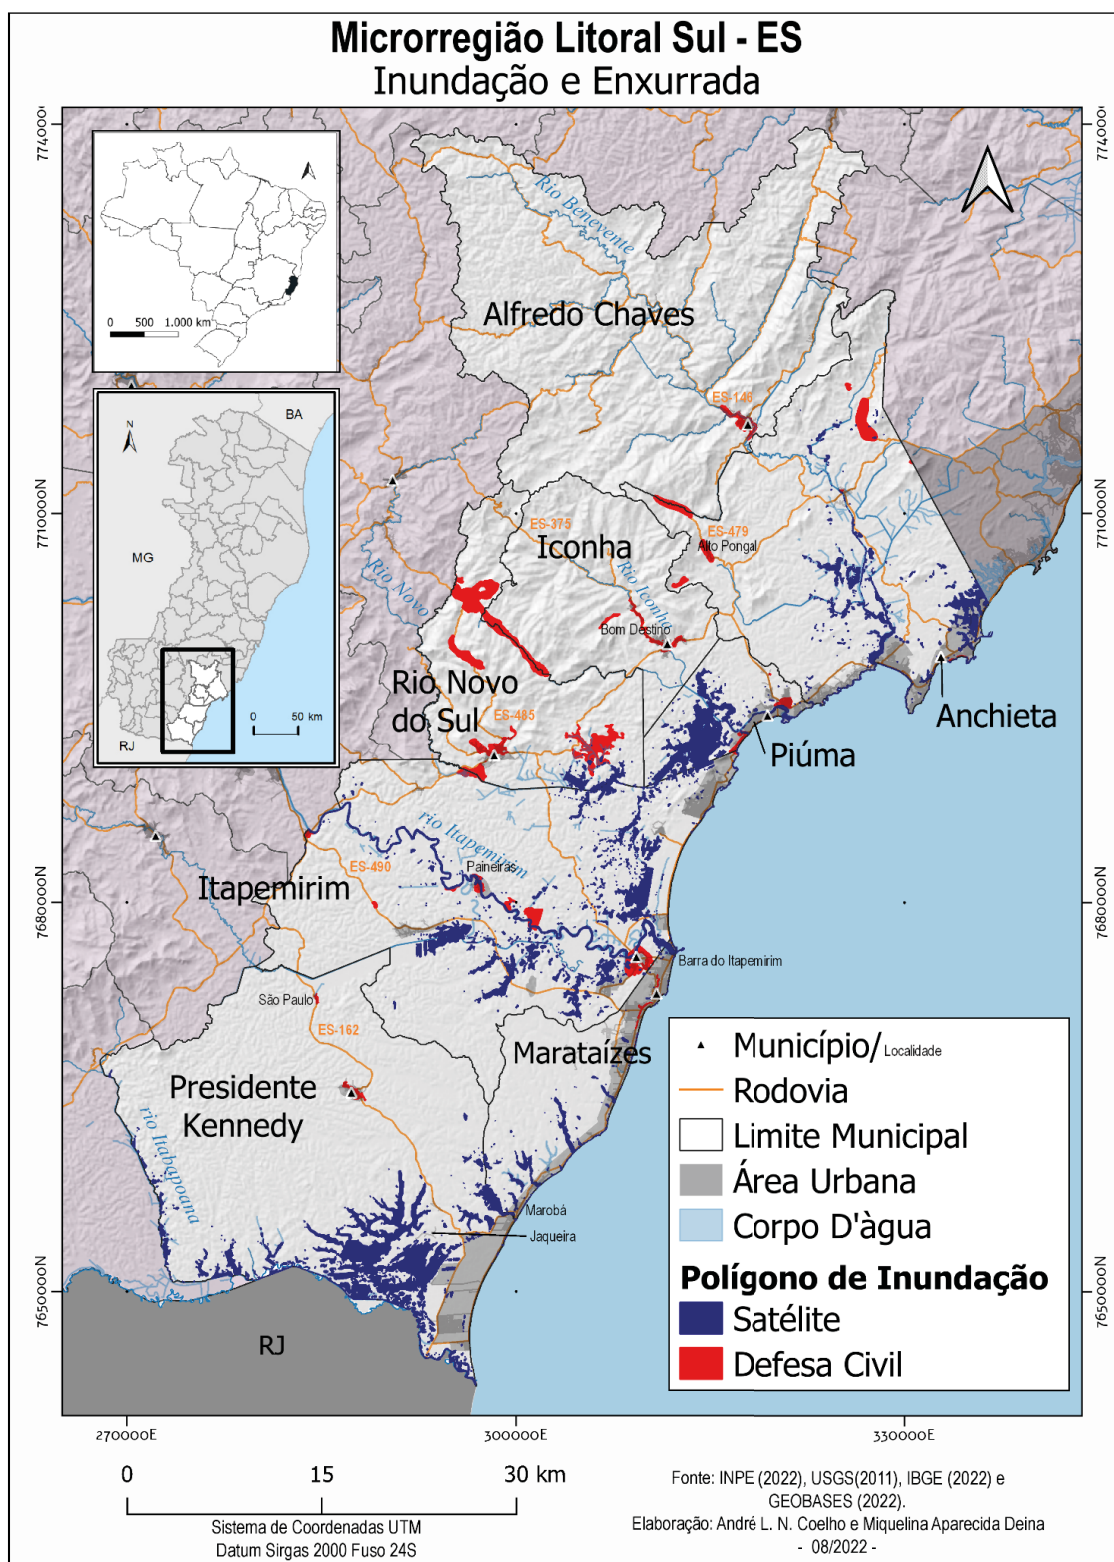 Microrregião Litoral Sul - ES
Inundação e Enxurrada
7740000N
7740000N
7710000N
7710000N
7680000N
7680000N
7650000N
7650000N
0 500 1.000 km
N
BA
MG
RJ
0 50 km
Rio Benevente
Alfredo Chaves
ES-146
ES-375
Iconha
ES-479
Alto Pongal
Rio Novo
Rio Iconha
Bom Destino
Rio Novo
do Sul
ES-485
Anchieta
Piúma
rio Itapemirim
ES-490
Paineiras
Itapemirim
Barra do Itapemirim
São Paulo
ES-162
Marataízes
Presidente
Kennedy
rio Itabapoana
Marobá
Jaqueira
RJ
Município/Localidade
Rodovia
Limite Municipal
Área Urbana
Corpo D'àgua
Polígono de Inundação
Satélite
Defesa Civil
270000E
300000E
330000E
0 15 30 km
Sistema de Coordenadas UTM
Datum Sirgas 2000 Fuso 24S
Fonte: INPE (2022), USGS(2011), IBGE (2022) e
GEOBASES (2022).
Elaboração: André L. N. Coelho e Miquelina Aparecida Deina
- 08/2022 -